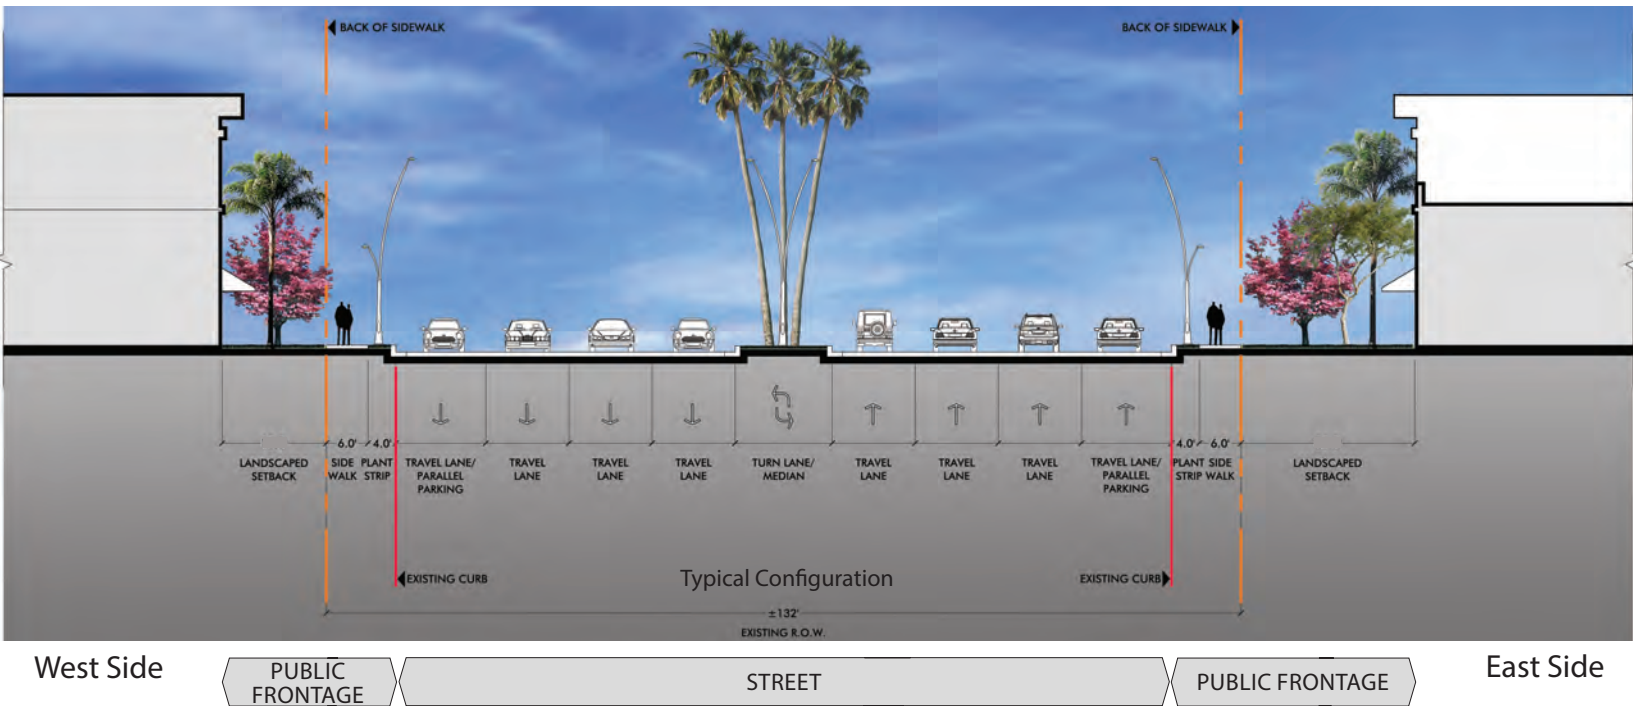 BACK OF SIDEWALK
BACK OF SIDEWALK
6.0' 4.0'
4.0' 6.0'
LANDSCAPED
SETBACK
SIDE
WALK
PLANT
STRIP
TRAVEL LANE/
PARALLEL
PARKING
TRAVEL
LANE
TRAVEL
LANE
TRAVEL
LANE
TURN LANE/
MEDIAN
TRAVEL
LANE
TRAVEL
LANE
TRAVEL
LANE
TRAVEL LANE/
PARALLEL
PARKING
PLANT
STRIP
SIDE
WALK
LANDSCAPED
SETBACK
EXISTING CURB
Typical Configuration
EXISTING CURB
±132'
EXISTING R.O.W.
West Side
PUBLIC
FRONTAGE
STREET
PUBLIC FRONTAGE
East Side